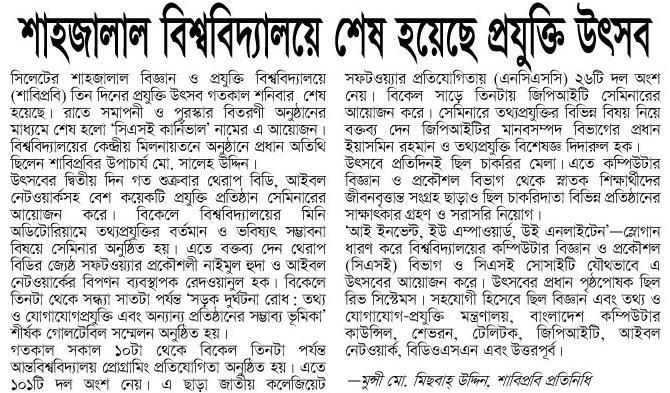 শাহজালাল বিশ্ববিদ্যালয়ে শেষ হয়েছে প্রযুক্তি উৎসব
সিলেটের শাহজালাল বিজ্ঞান ও প্রযুক্তি বিশ্ববিদ্যালয়ে
(শাবিপ্রবি) তিন দিনের প্রযুক্তি উৎসব গতকাল শনিবার শেষ
হয়েছে। রাতে সমাপনী ও পুরস্কার বিতরণী অনুষ্ঠানের
মাধ্যমে শেষ হলো ‘সিএসই কার্নিভাল’ নামের এ আয়োজন।
বিশ্ববিদ্যালয়ের কেন্দ্রীয় মিলনায়তনে অনুষ্ঠানে প্রধান অতিথি
ছিলেন শাবিপ্রবির উপাচার্য মো. সালেহ উদ্দিন।
উৎসবের দ্বিতীয় দিন গত শুক্রবার থেরাপ বিডি, আইবল
নেটওয়ার্কসহ বেশ কয়েকটি প্রযুক্তি প্রতিষ্ঠান সেমিনারের
আয়োজন করে। বিকেলে বিশ্ববিদ্যালয়ের মিনি
অডিটোরিয়ামে তথ্যপ্রযুক্তির বর্তমান ও ভবিষ্যৎ সম্ভাবনা
বিষয়ে সেমিনার অনুষ্ঠিত হয়। এতে বক্তব্য দেন থেরাপ
বিডির জ্যেষ্ঠ সফটওয়্যার প্রকৌশলী নাইমুল হুদা ও আইবল
নেটওয়ার্কের বিপণন ব্যবস্থাপক রেদওয়ানুল হক। বিকেলে
তিনটা থেকে সন্ধ্যা সাতটা পর্যন্ত ‘সড়ক দুর্ঘটনা রোধ : তথ্য
ও যোগাযোগপ্রযুক্তি এবং অন্যান্য প্রতিষ্ঠানের সম্ভাব্য ভূমিকা’
শীর্ষক গোলটেবিল সম্মেলন অনুষ্ঠিত হয়।
গতকাল সকাল ১০টা থেকে বিকেল তিনটা পর্যন্ত
আন্তবিশ্ববিদ্যালয় প্রোগ্রামিং প্রতিযোগিতা অনুষ্ঠিত হয়। এতে
১০১টি দল অংশ নেয়। এ ছাড়া জাতীয় কলেজিয়েট
সফটওয়্যার প্রতিযোগিতায় (এনসিএসসি) ২৬টি দল অংশ
নেয়। বিকেল সাড়ে তিনটায় জিপিআইটি সেমিনারের
আয়োজন করে। সেমিনারে তথ্যপ্রযুক্তির বিভিন্ন বিষয় নিয়ে
বক্তব্য দেন জিপিআইটির মানবসম্পদ বিভাগের প্রধান
ইয়াসমিন রহমান ও তথ্যপ্রযুক্তি বিশেষজ্ঞ দিদারুল হক।
উৎসবে প্রতিদিনই ছিল চাকরির মেলা। এতে কম্পিউটার
বিজ্ঞান ও প্রকৌশল বিভাগ থেকে স্নাতক শিক্ষার্থীদের
জীবনবৃত্তান্ত সংগ্রহ ছাড়াও ছিল চাকরিদাতা বিভিন্ন প্রতিষ্ঠানের
সাক্ষাৎকার গ্রহণ ও সরাসরি নিয়োগ।
‘আই ইনভেন্ট, ইউ এম্পাওয়ার্ড, উই এনলাইটেন’—স্লোগান
ধারণ করে বিশ্ববিদ্যালয়ের কম্পিউটার বিজ্ঞান ও প্রকৌশল
(সিএসই) বিভাগ ও সিএসই সোসাইটি যৌথভাবে এ
উৎসবের আয়োজন করে। উৎসবের প্রধান পৃষ্ঠপোষক ছিল
রিভ সিস্টেমস। সহযোগী হিসেবে ছিল বিজ্ঞান এবং তথ্য ও
যোগাযোগ-প্রযুক্তি মন্ত্রণালয়, বাংলাদেশ কম্পিউটার
কাউন্সিল, শেভরন, টেলিটক, জিপিআইটি, আইবল
নেটওয়ার্ক, বিডিওএসএন এবং উত্তরপূর্ব।
—মুন্সী মো. মিছবাহ্ উদ্দিন, শাবিপ্রবি প্রতিনিধি